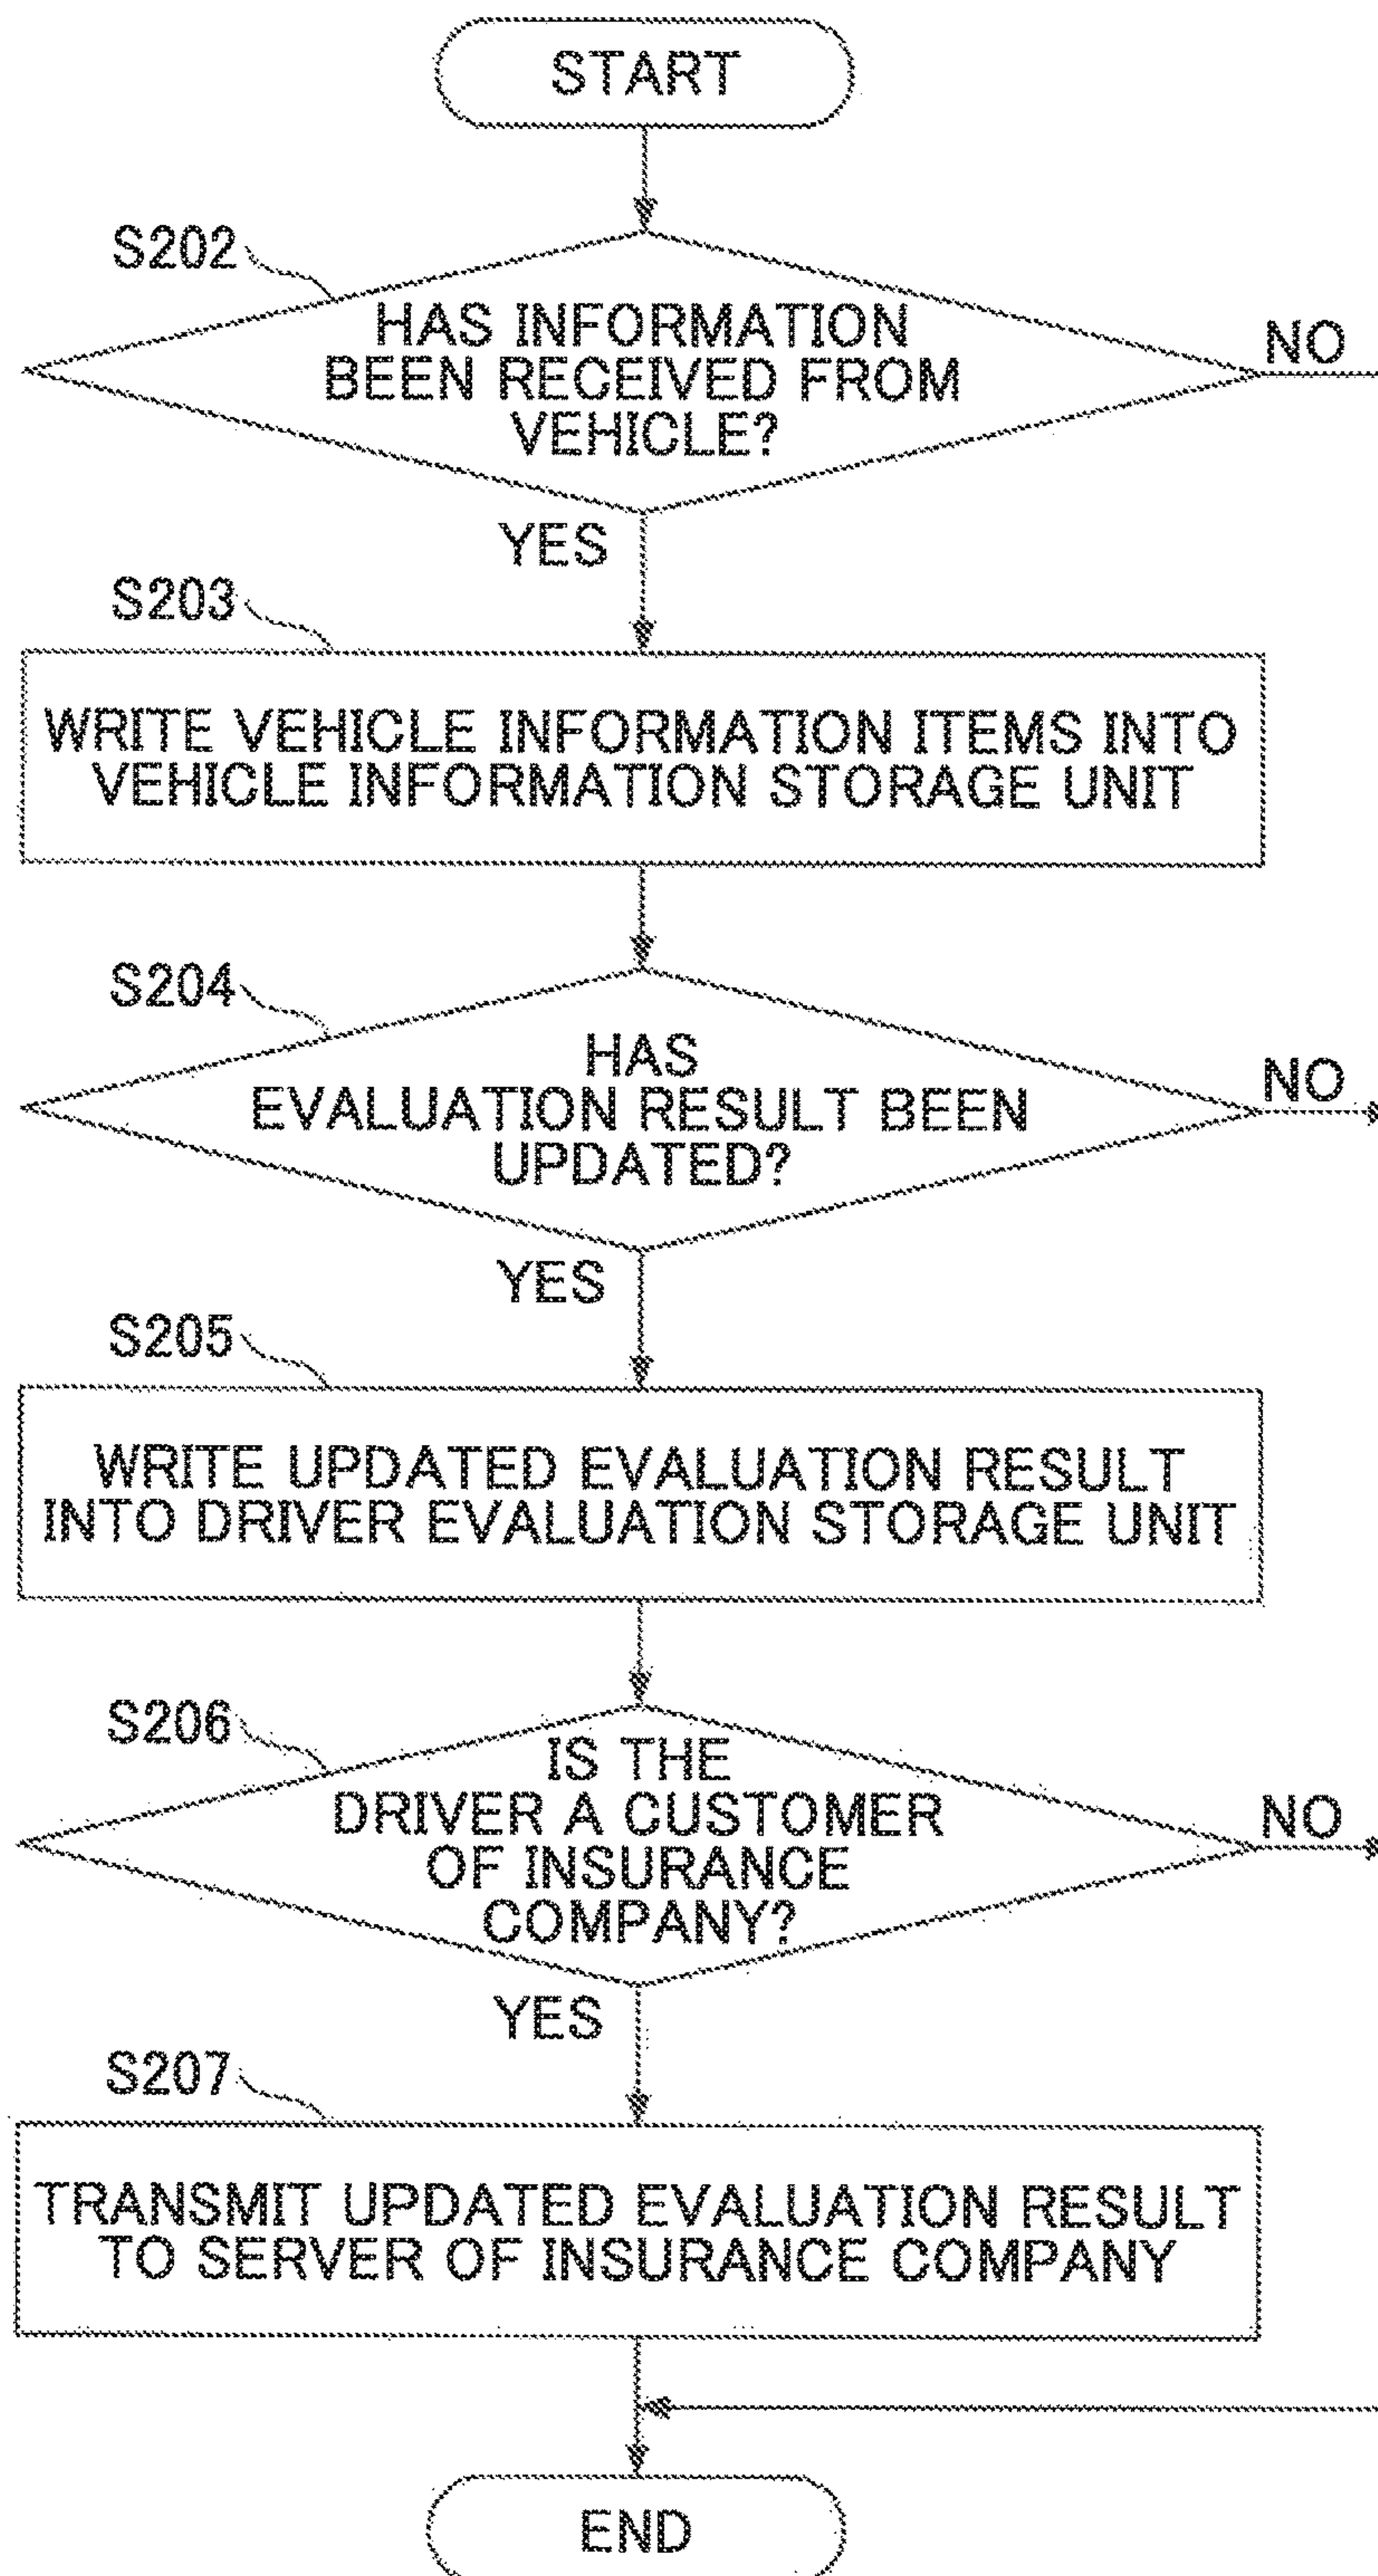 START
S202
HAS INFORMATION
BEEN RECEIVED FROM
VEHICLE?
NO
YES
S203
WRITE VEHICLE INFORMATION ITEMS INTO
VEHICLE INFORMATION STORAGE UNIT
S204
HAS
EVALUATION RESULT BEEN
UPDATED?
NO
YES
S205
WRITE UPDATED EVALUATION RESULT
INTO DRIVER EVALUATION STORAGE UNIT
S206
IS THE
DRIVER A CUSTOMER
OF INSURANCE
COMPANY?
NO
YES
S207
TRANSMIT UPDATED EVALUATION RESULT
TO SERVER OF INSURANCE COMPANY
END